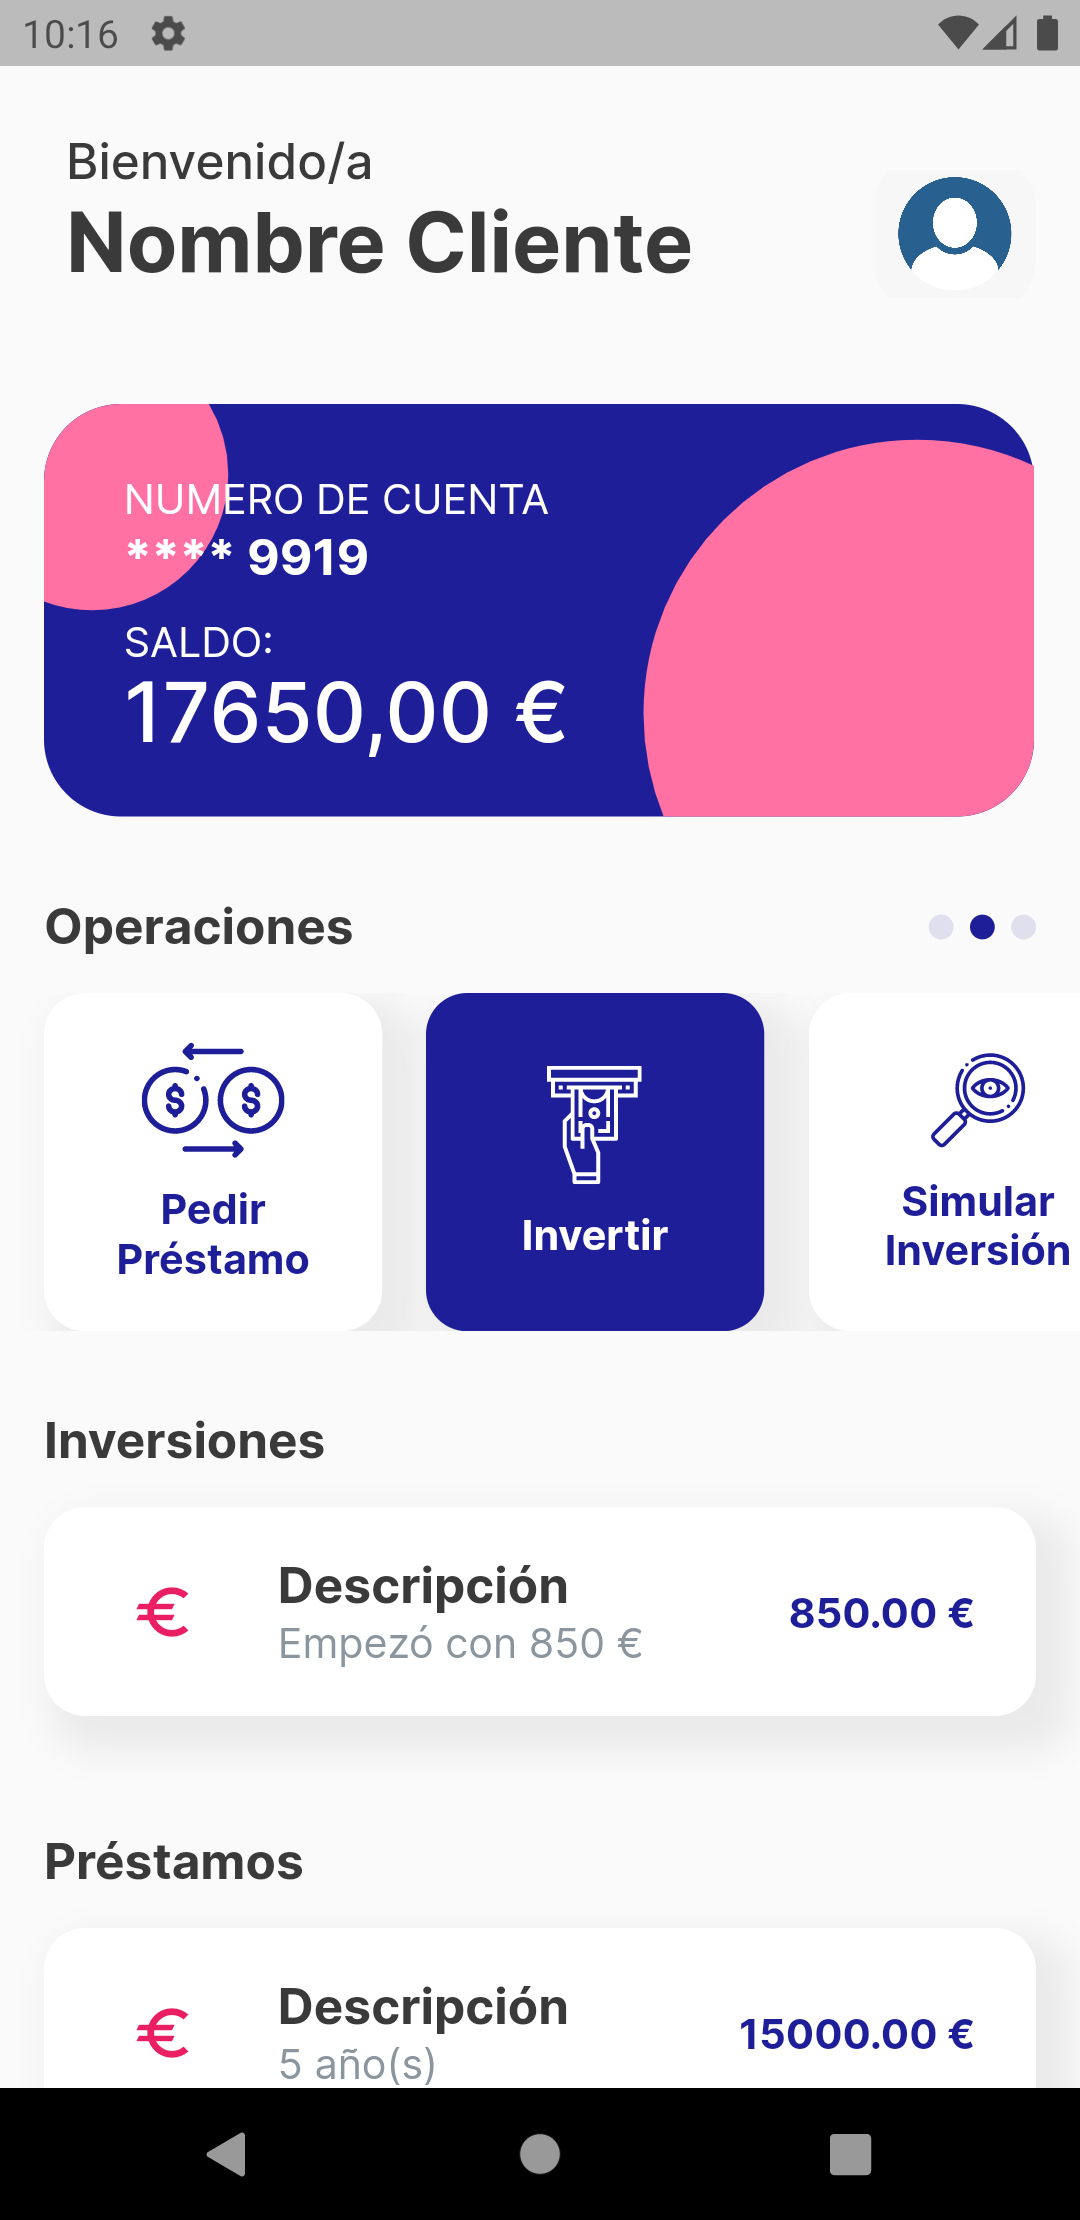 10:16
Bienvenido/a
Nombre Cliente
NUMERO DE CUENTA
**** 9919
SALDO:
17650,00 €
Operaciones
Pedir
Préstamo
Invertir
Simular
Inversión
Inversiones
Descripción
Empezó con 850 €
850.00 €
Préstamos
Descripción
5 año(s)
15000.00 €